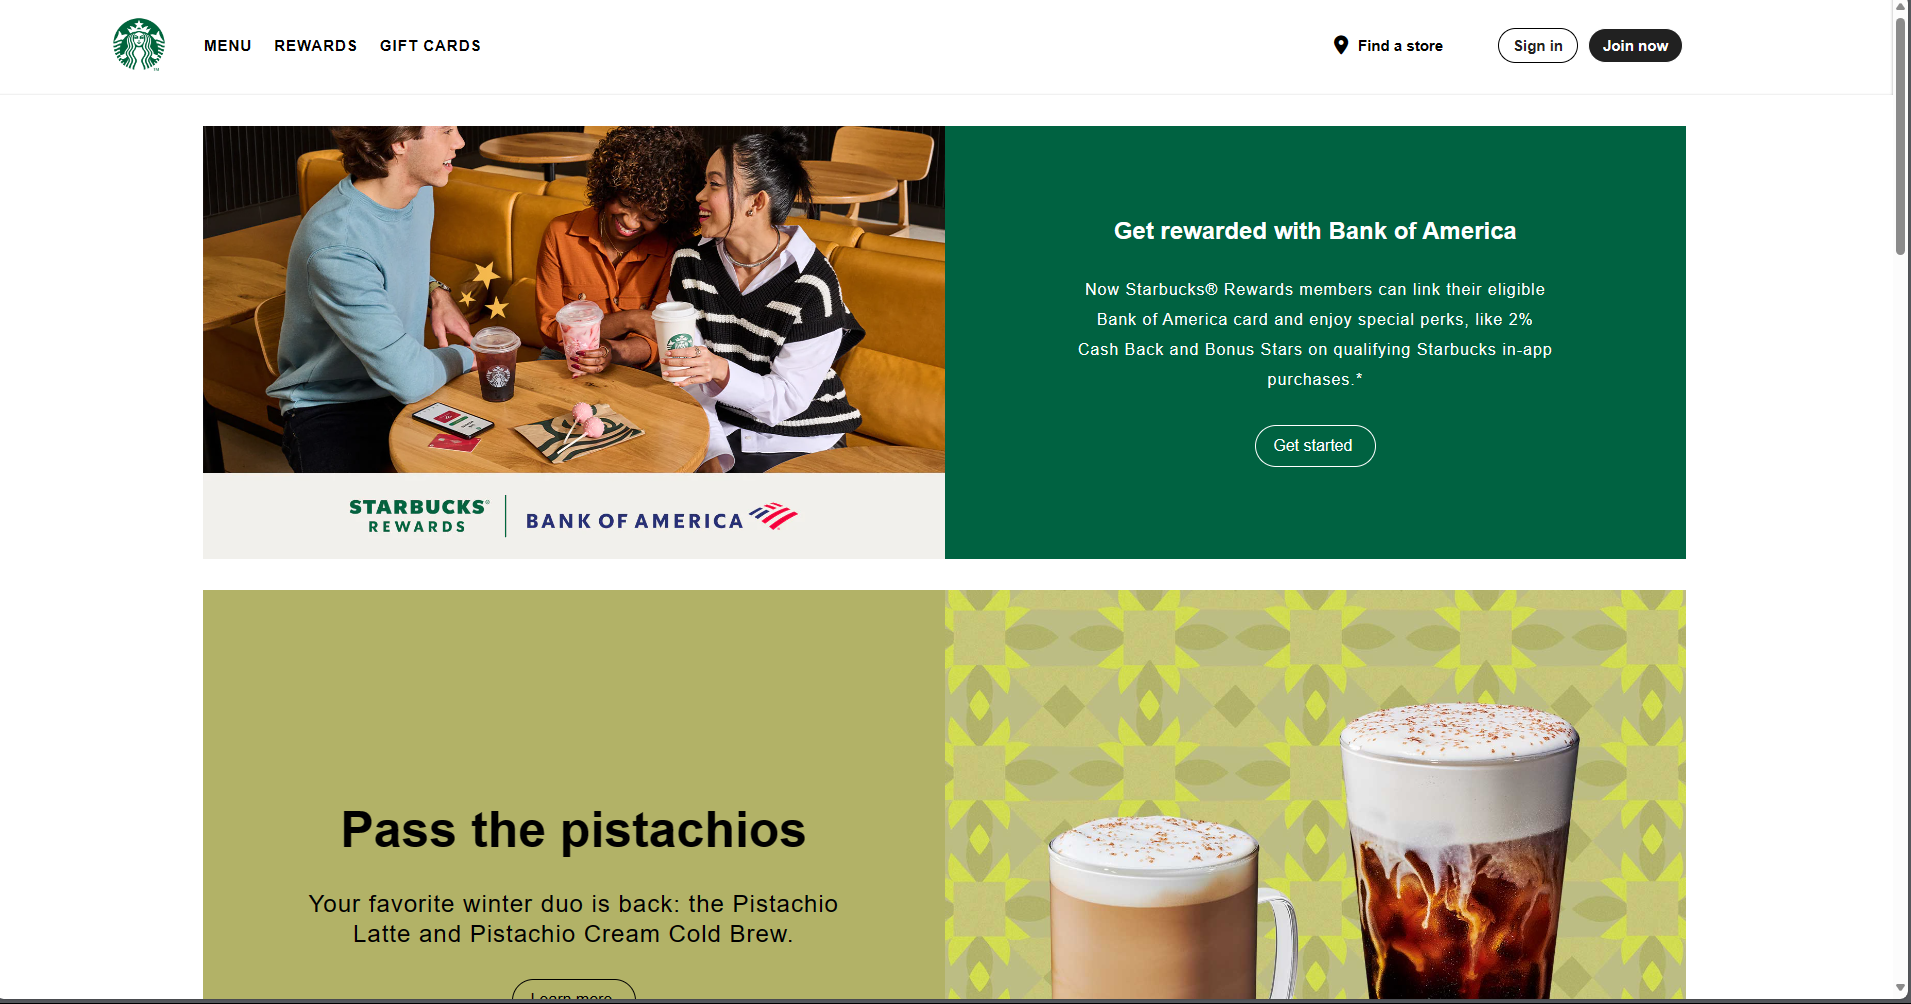 MENU
REWARDS
GIFT CARDS
Find a store
Sign in
Join now
Get rewarded with Bank of America
Now Starbucks® Rewards members can link their eligible
Bank of America card and enjoy special perks, like 2%
Cash Back and Bonus Stars on qualifying Starbucks in-app
purchases.*
Get started
STARBUCKS®
REWARDS
BANK OF AMERICA
Pass the pistachios
Your favorite winter duo is back: the Pistachio
Latte and Pistachio Cream Cold Brew.
Learn more